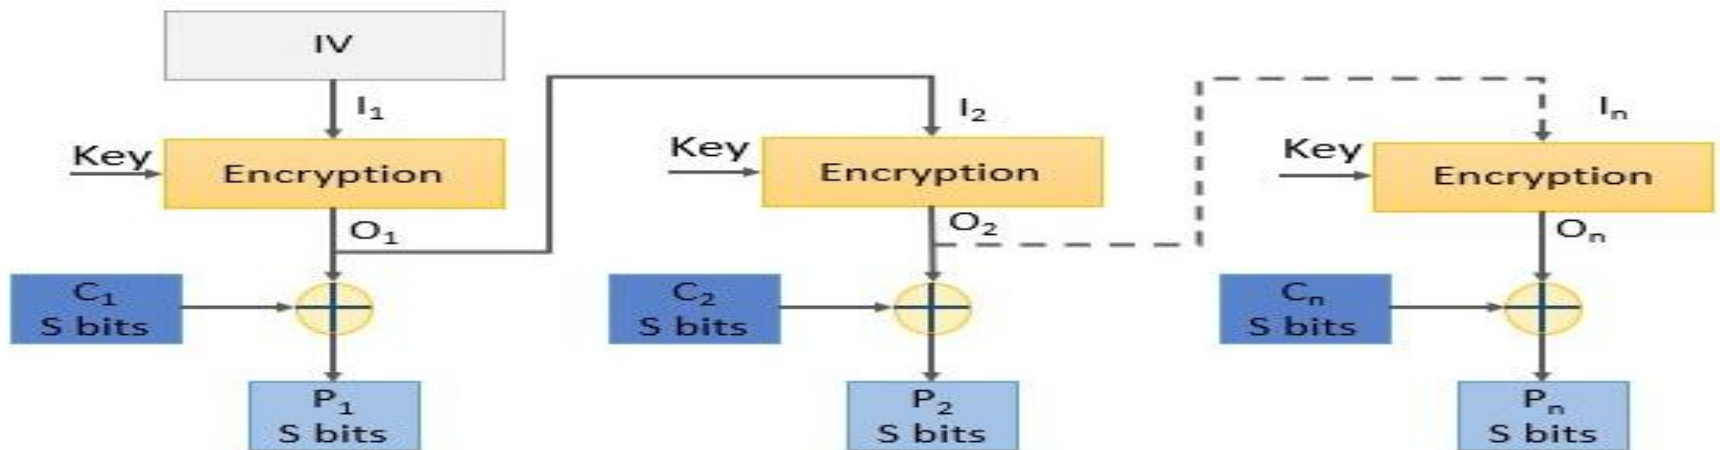 IV
I₁
Key
Encryption
O₁
C₁
S bits
P₁
S bits
I₂
Key
Encryption
O₂
C₂
S bits
P₂
S bits
Iₙ
Key
Encryption
Oₙ
Cₙ
S bits
Pₙ
S bits